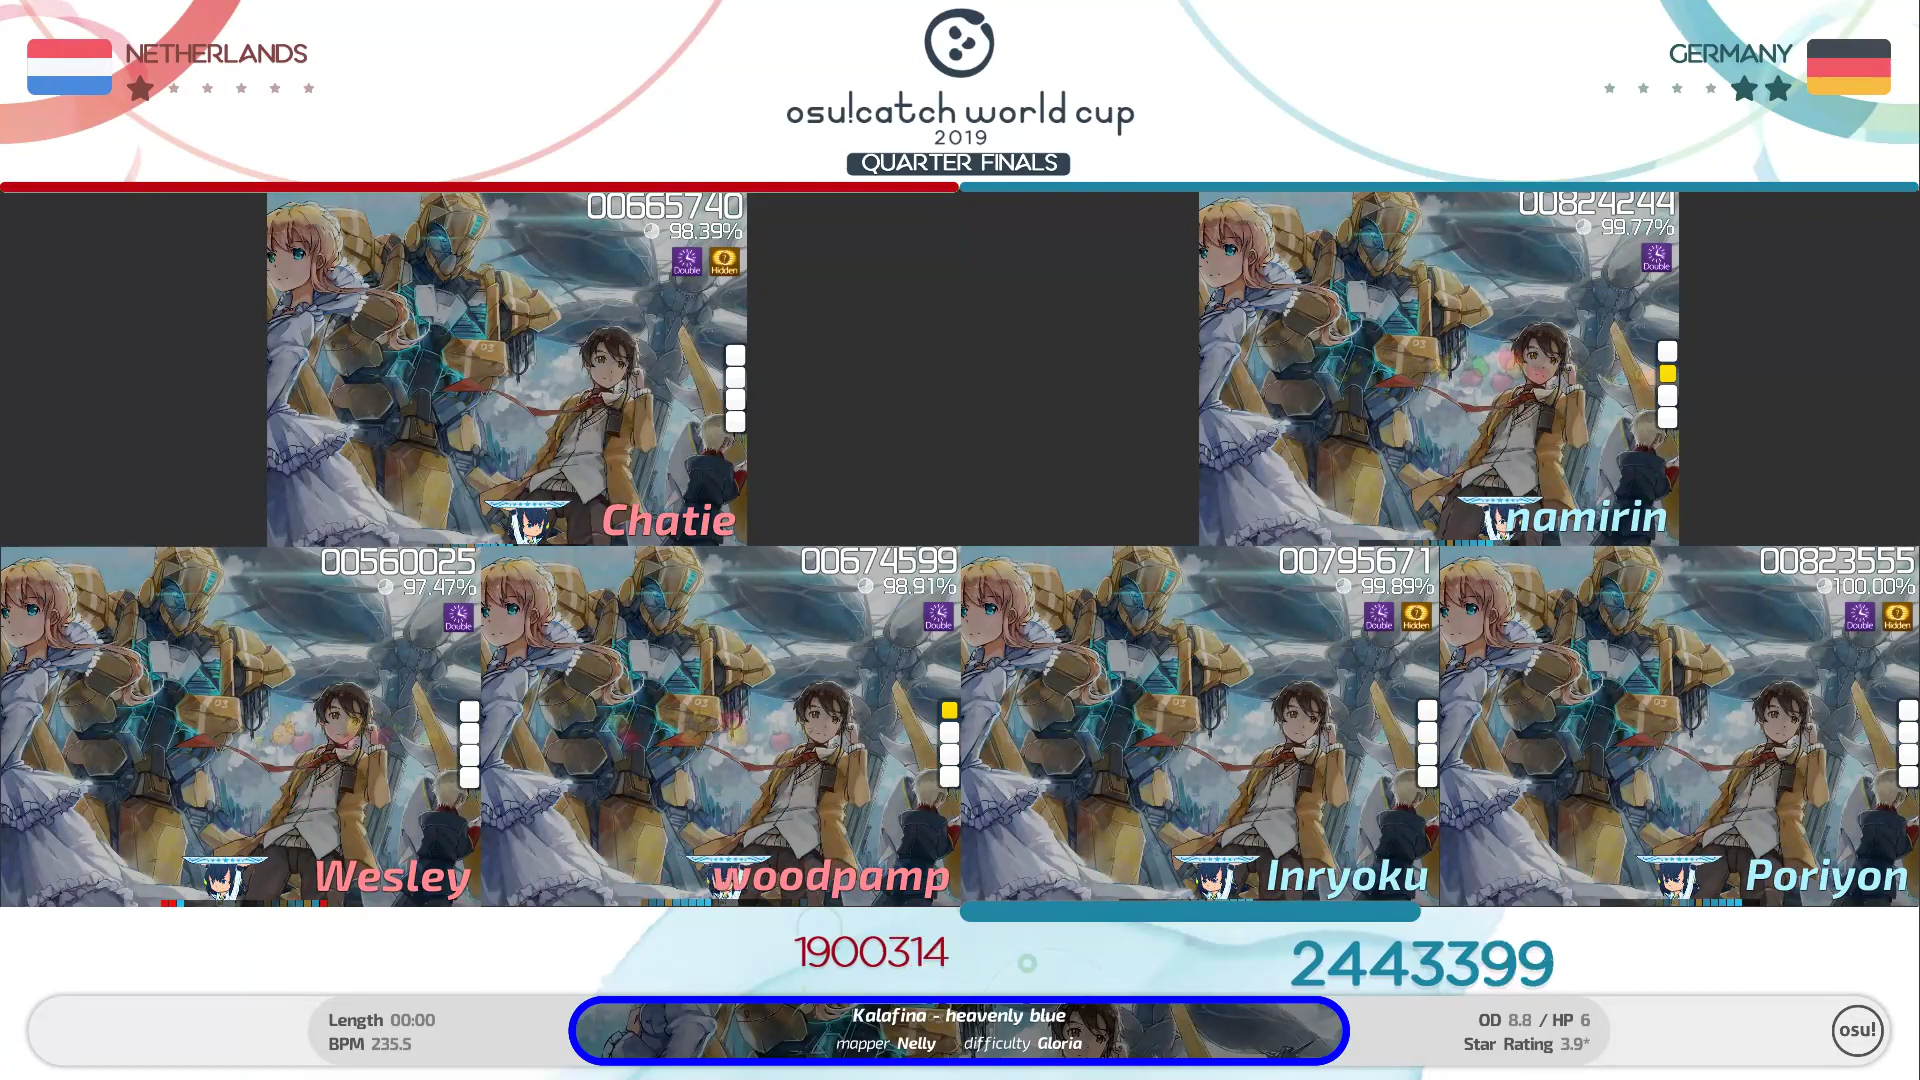 NETHERLANDS
GERMANY
osu!catch world cup
2019
QUARTER FINALS
00665740
98.39%
Double Hidden
Chatie
00824244
99.77%
Double
namirin
00560025
97.47%
Double
Wesley
00674599
98.91%
Double
woodpamp
00795671
99.89%
Double Hidden
Inryoku
00823555
100.00%
Double Hidden
Poriyon
1900314
2443399
Length 00:00
BPM 235.5
Kalafina - heavenly blue
mapper Nelly difficulty Gloria
OD 8.8 / HP 6
Star Rating 3.9*
osu!